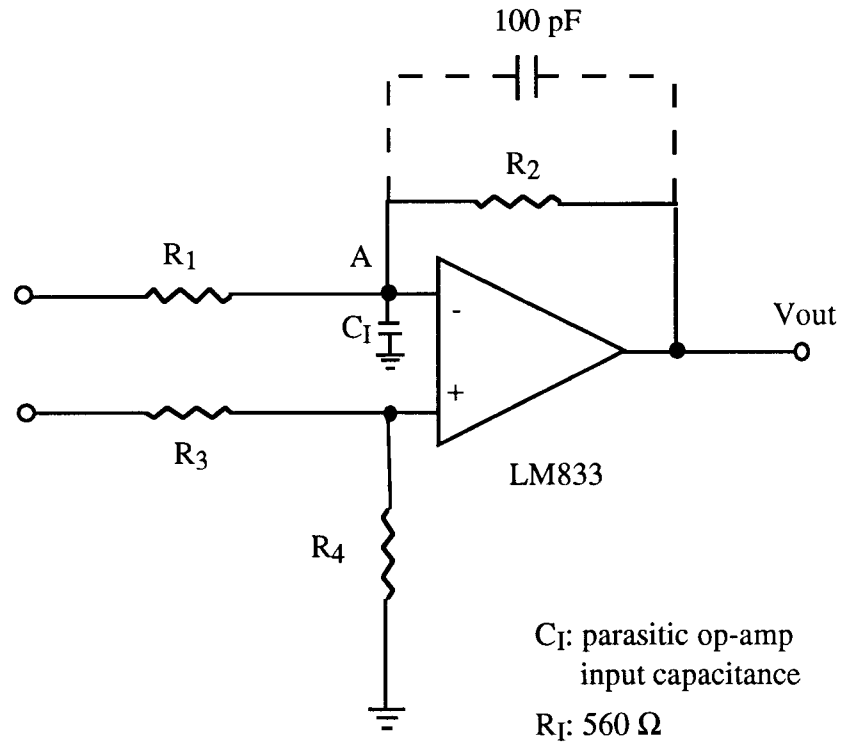 100 pF
R2
R1
A
CI
-
Vout
+
R3
LM833
R4
CI: parasitic op-amp
input capacitance
RI: 560 Ω